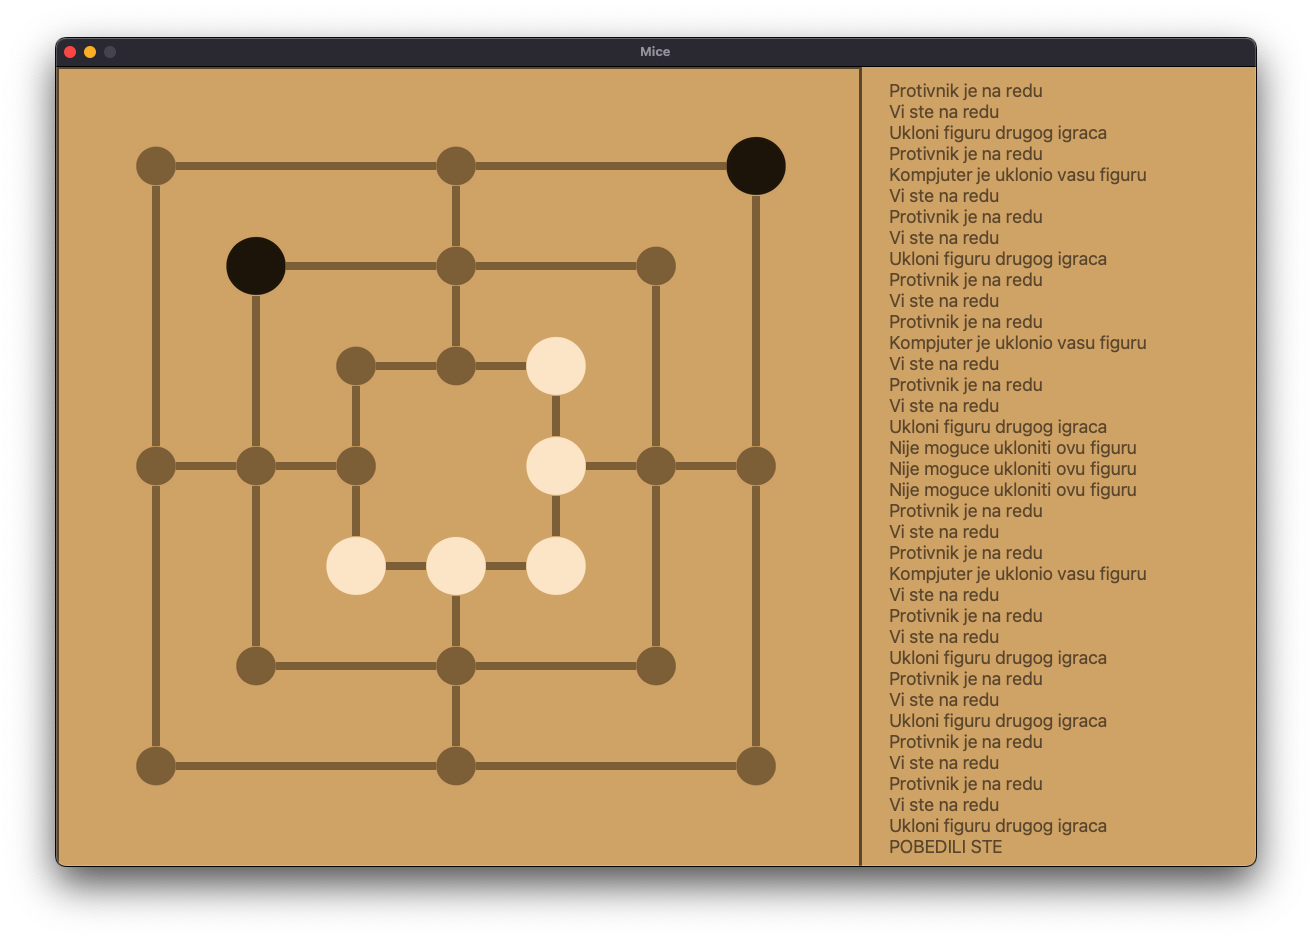 Mice
Protivnik je na redu
Vi ste na redu
Ukloni figuru drugog igraca
Protivnik je na redu
Kompjuter je uklonio vasu figuru
Vi ste na redu
Protivnik je na redu
Vi ste na redu
Ukloni figuru drugog igraca
Protivnik je na redu
Vi ste na redu
Protivnik je na redu
Kompjuter je uklonio vasu figuru
Vi ste na redu
Protivnik je na redu
Vi ste na redu
Ukloni figuru drugog igraca
Nije moguce ukloniti ovu figuru
Nije moguce ukloniti ovu figuru
Nije moguce ukloniti ovu figuru
Protivnik je na redu
Vi ste na redu
Protivnik je na redu
Kompjuter je uklonio vasu figuru
Vi ste na redu
Protivnik je na redu
Vi ste na redu
Ukloni figuru drugog igraca
Protivnik je na redu
Vi ste na redu
Ukloni figuru drugog igraca
Protivnik je na redu
Vi ste na redu
Protivnik je na redu
Vi ste na redu
Ukloni figuru drugog igraca
POBEDILI STE